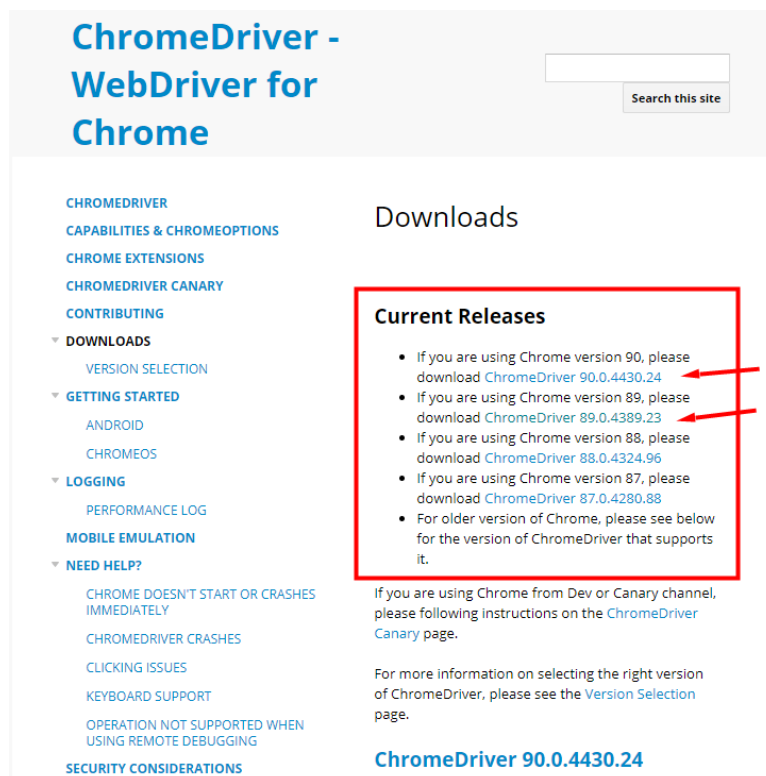 ChromeDriver -
WebDriver for
Chrome
Search this site
CHROMEDRIVER
CAPABILITIES & CHROMEOPTIONS
CHROME EXTENSIONS
CHROMEDRIVER CANARY
CONTRIBUTING
DOWNLOADS
VERSION SELECTION
GETTING STARTED
ANDROID
CHROMEOS
LOGGING
PERFORMANCE LOG
MOBILE EMULATION
NEED HELP?
CHROME DOESN'T START OR CRASHES
IMMEDIATELY
CHROMEDRIVER CRASHES
CLICKING ISSUES
KEYBOARD SUPPORT
OPERATION NOT SUPPORTED WHEN
USING REMOTE DEBUGGING
SECURITY CONSIDERATIONS
Downloads
Current Releases
• If you are using Chrome version 90, please
download ChromeDriver 90.0.4430.24
• If you are using Chrome version 89, please
download ChromeDriver 89.0.4389.23
• If you are using Chrome version 88, please
download ChromeDriver 88.0.4324.96
• If you are using Chrome version 87, please
download ChromeDriver 87.0.4280.88
• For older version of Chrome, please see below
for the version of ChromeDriver that supports
it.
If you are using Chrome from Dev or Canary channel,
please following instructions on the ChromeDriver
Canary page.
For more information on selecting the right version
of ChromeDriver, please see the Version Selection
page.
ChromeDriver 90.0.4430.24